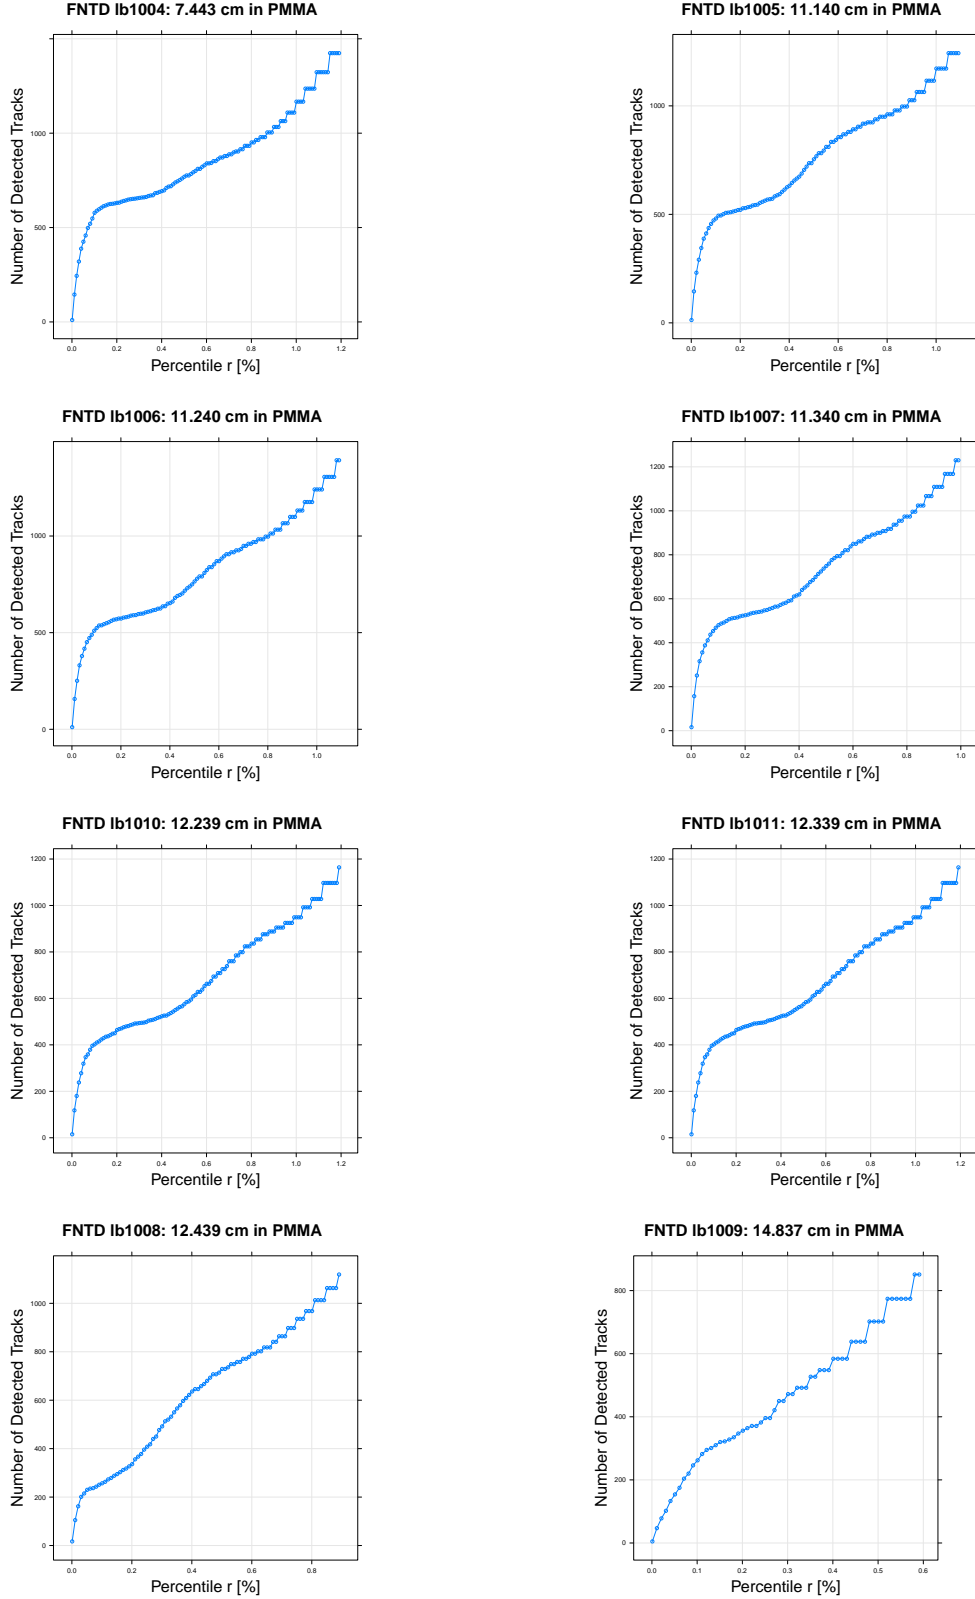 FNTD lb1004: 7.443 cm in PMMA
Number of Detected Tracks
1000
500
0
0.0 0.2 0.4 0.6 0.8 1.0 1.2
Percentile r [%]
FNTD lb1005: 11.140 cm in PMMA
Number of Detected Tracks
1000
500
0
0.0 0.2 0.4 0.6 0.8 1.0
Percentile r [%]
FNTD lb1006: 11.240 cm in PMMA
Number of Detected Tracks
1000
500
0
0.0 0.2 0.4 0.6 0.8 1.0
Percentile r [%]
FNTD lb1007: 11.340 cm in PMMA
Number of Detected Tracks
1200
1000
800
600
400
200
0
0.0 0.2 0.4 0.6 0.8 1.0
Percentile r [%]
FNTD lb1010: 12.239 cm in PMMA
Number of Detected Tracks
1200
1000
800
600
400
200
0
0.0 0.2 0.4 0.6 0.8 1.0 1.2
Percentile r [%]
FNTD lb1011: 12.339 cm in PMMA
Number of Detected Tracks
1200
1000
800
600
400
200
0
0.0 0.2 0.4 0.6 0.8 1.0 1.2
Percentile r [%]
FNTD lb1008: 12.439 cm in PMMA
Number of Detected Tracks
1000
800
600
400
200
0
0.0 0.2 0.4 0.6 0.8
Percentile r [%]
FNTD lb1009: 14.837 cm in PMMA
Number of Detected Tracks
800
600
400
200
0
0.0 0.1 0.2 0.3 0.4 0.5 0.6
Percentile r [%]